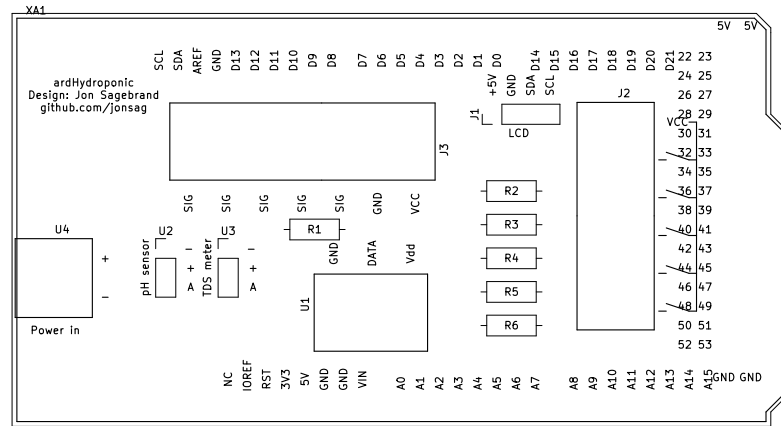 XA1
5V 5V
SCL SDA AREF GND D13 D12 D11 D10 D9 D8 D7 D6 D5 D4 D3 D2 D1 D0 D14 D15 D16 D17 D18 D19 D20 D21
22 23
24 25
26 27
28 29
30 31
32 33
34 35
36 37
38 39
40 41
42 43
44 45
46 47
48 49
50 51
52 53
ardHydroponic
Design: Jon Sagebrand
github.com/jonsag
+5V GND SDA SCL
J1
LCD
J2
VCC
J3
SIG SIG SIG SIG SIG GND VCC
R1
R2
R3
R4
R5
R6
U4
+
-
Power in
U2
pH sensor
- + A
U3
TDS meter
- + A
GND DATA Vdd
U1
NC IOREF RST 3V3 5V GND GND VIN A0 A1 A2 A3 A4 A5 A6 A7 A8 A9 A10 A11 A12 A13 A14 A15 GND GND